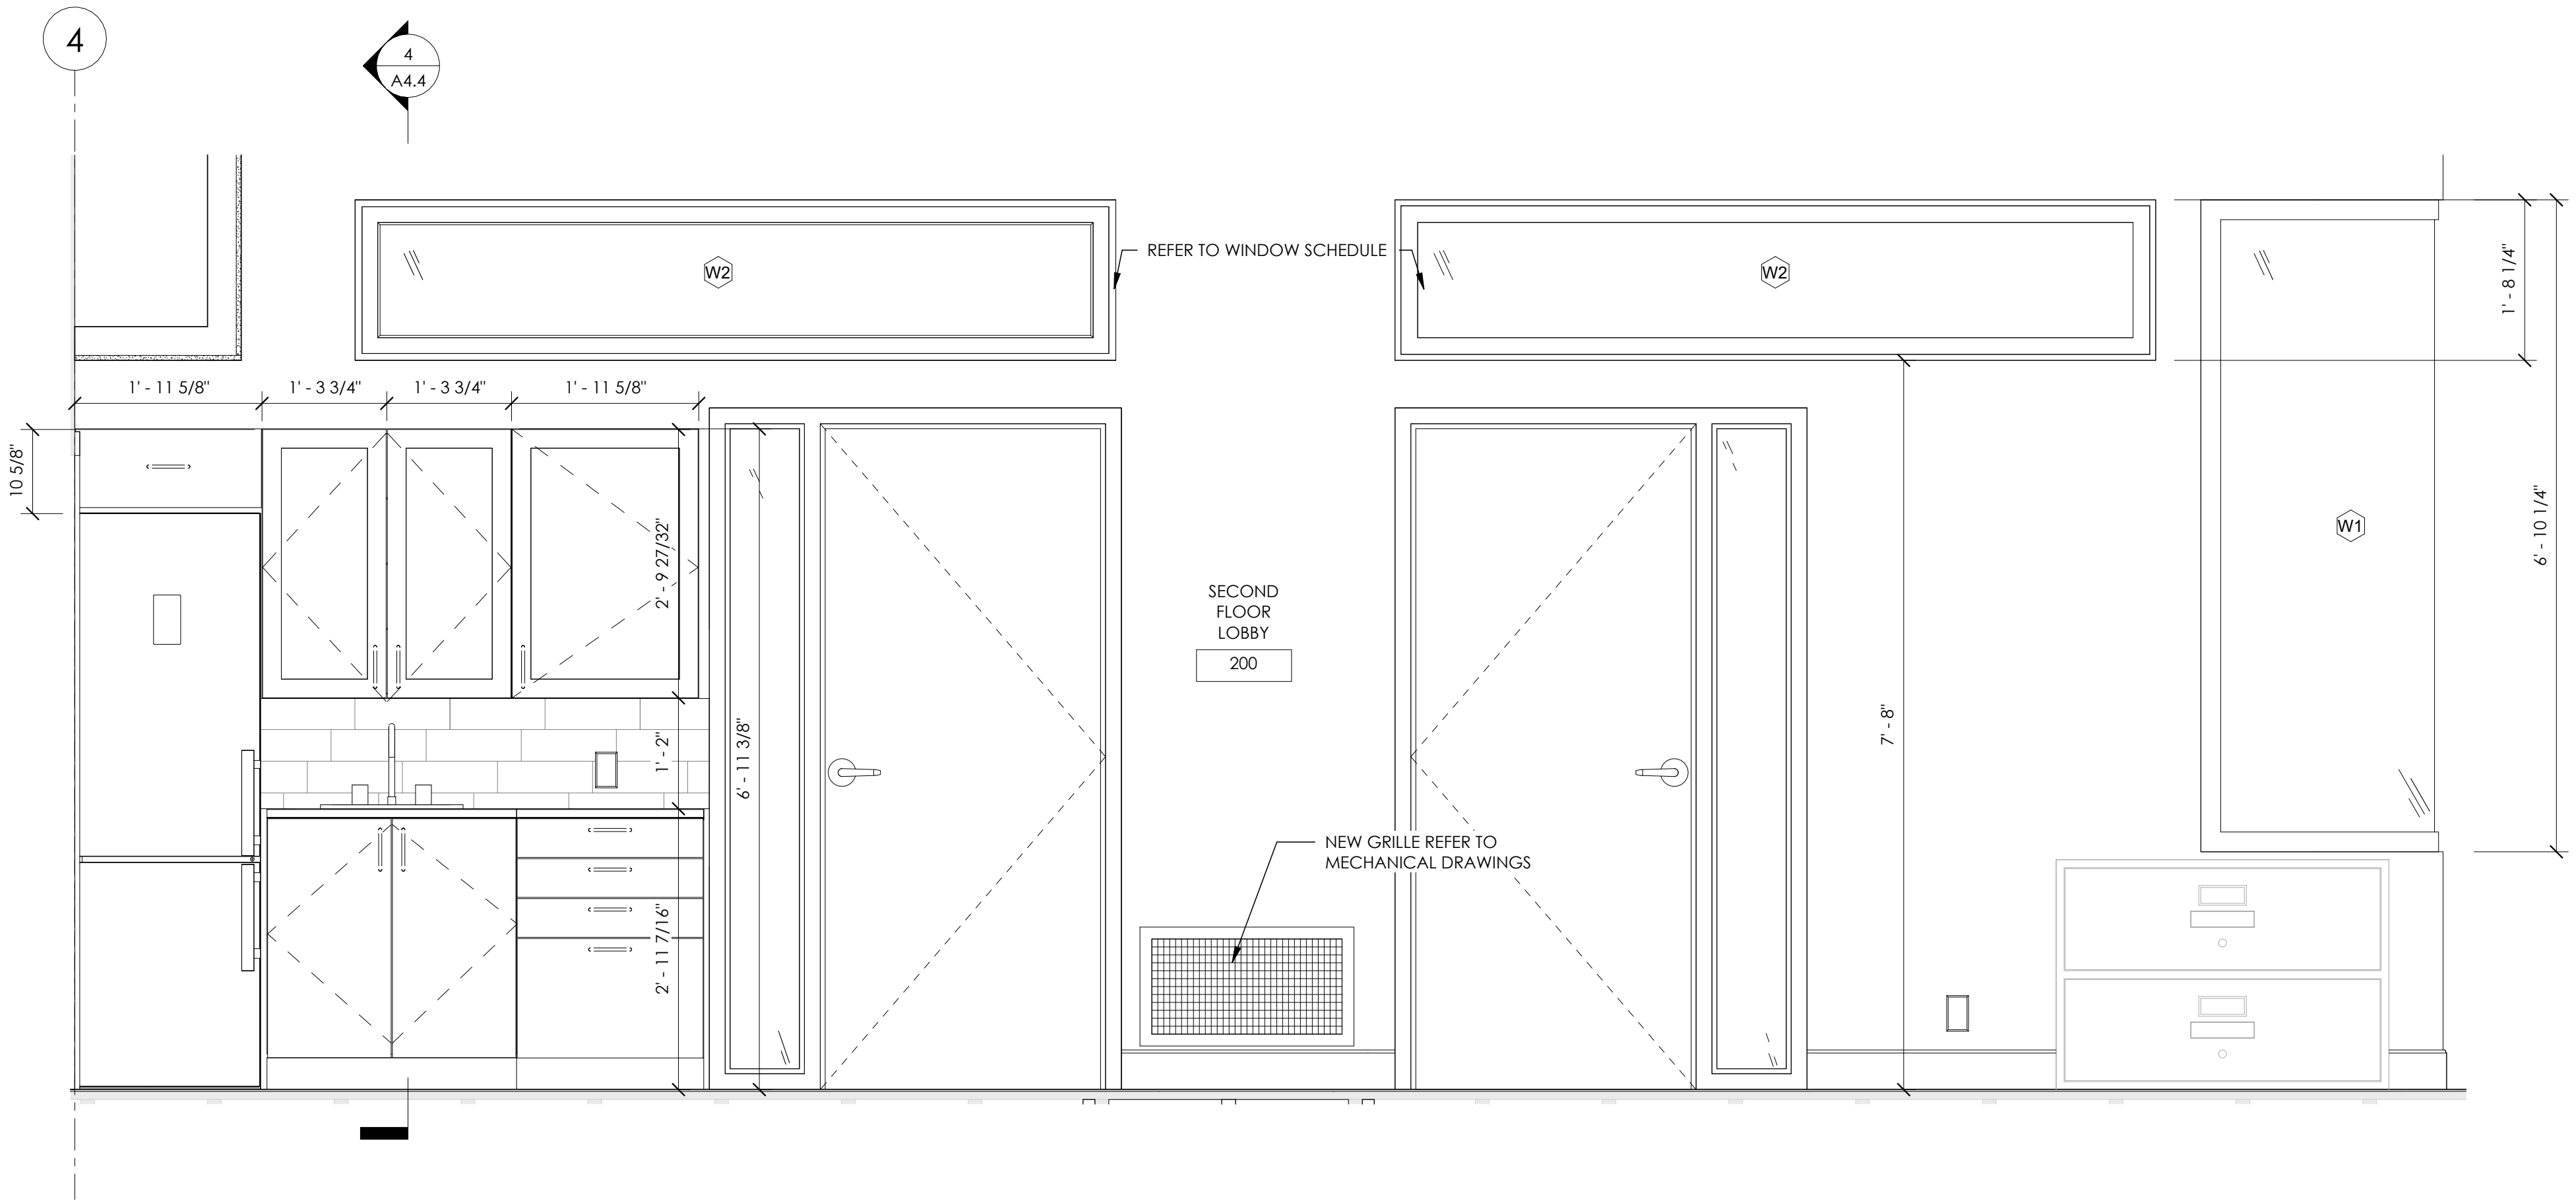 4
4
A4.4
REFER TO WINDOW SCHEDULE
W2
W2
1' - 8 1/4"
1' - 11 5/8"
1' - 3 3/4"
1' - 3 3/4"
1' - 11 5/8"
10 5/8"
2' - 9 27/32"
6' - 10 1/4"
W1
SECOND
FLOOR
LOBBY
200
1' - 2"
6' - 11 3/8"
7' - 8"
NEW GRILLE REFER TO
MECHANICAL DRAWINGS
2' - 11 7/16"